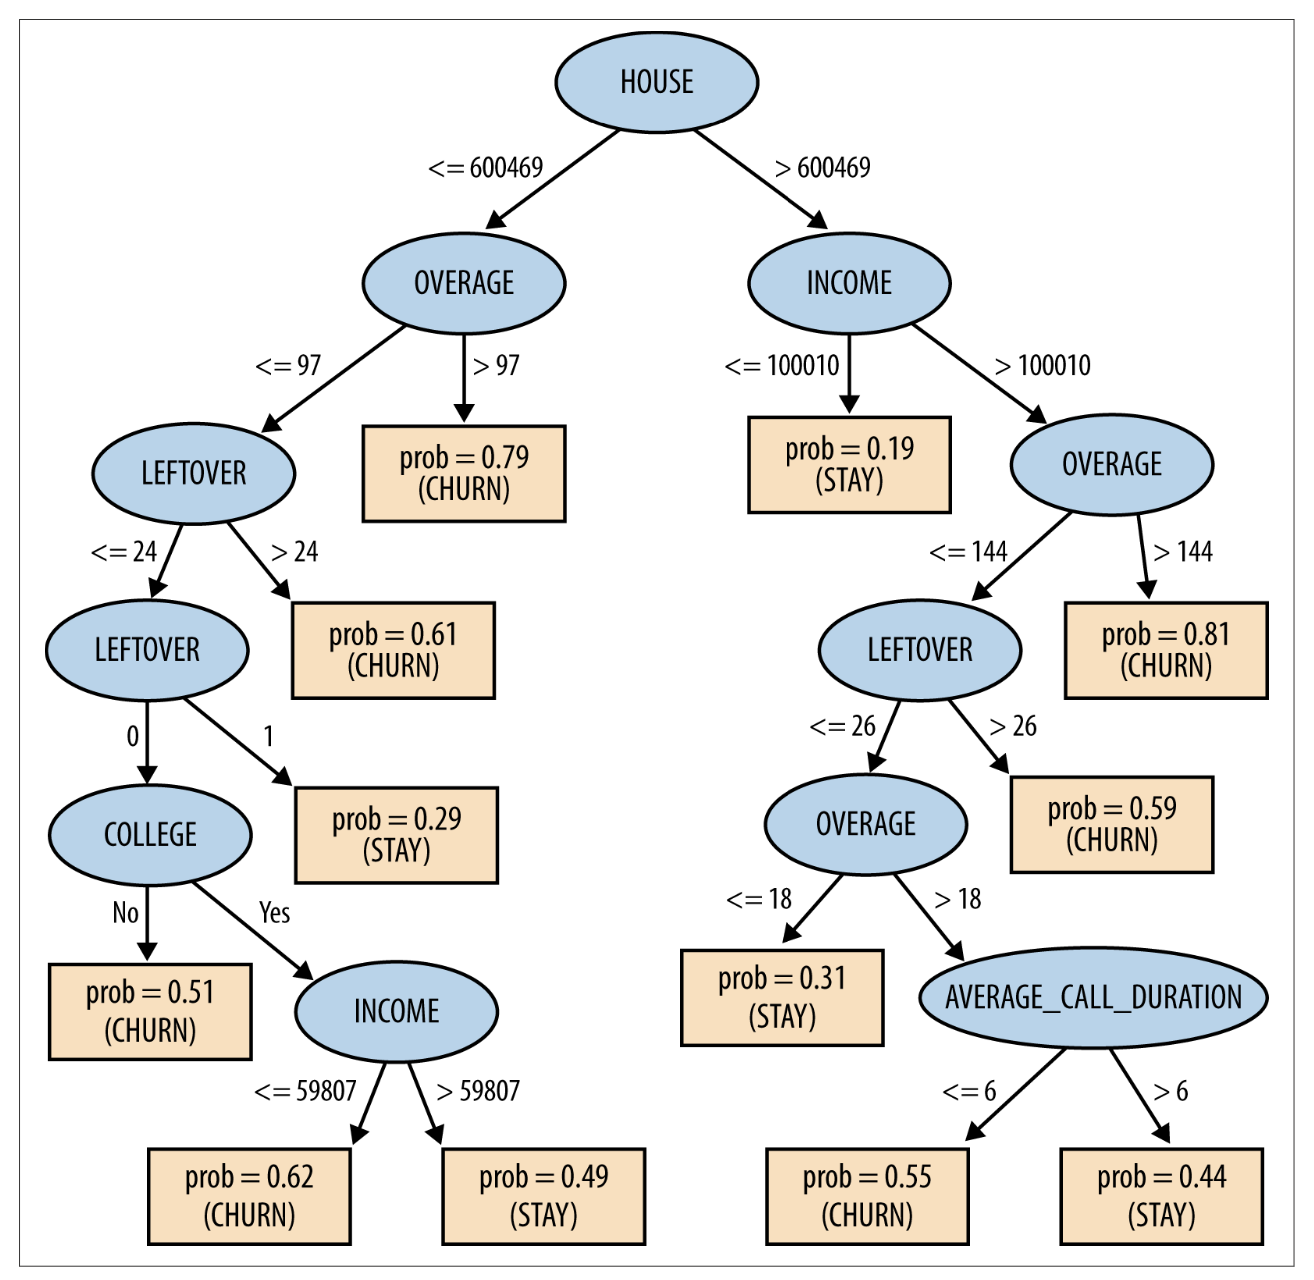 HOUSE
<= 600469
> 600469
OVERAGE
INCOME
<= 97
> 97
<= 100010
> 100010
LEFTOVER
prob = 0.79
(CHURN)
prob = 0.19
(STAY)
OVERAGE
<= 24
> 24
<= 144
> 144
LEFTOVER
prob = 0.61
(CHURN)
LEFTOVER
prob = 0.81
(CHURN)
0
1
<= 26
> 26
COLLEGE
prob = 0.29
(STAY)
OVERAGE
prob = 0.59
(CHURN)
No
Yes
<= 18
> 18
prob = 0.51
(CHURN)
INCOME
prob = 0.31
(STAY)
AVERAGE_CALL_DURATION
<= 59807
> 59807
<= 6
> 6
prob = 0.62
(CHURN)
prob = 0.49
(STAY)
prob = 0.55
(CHURN)
prob = 0.44
(STAY)